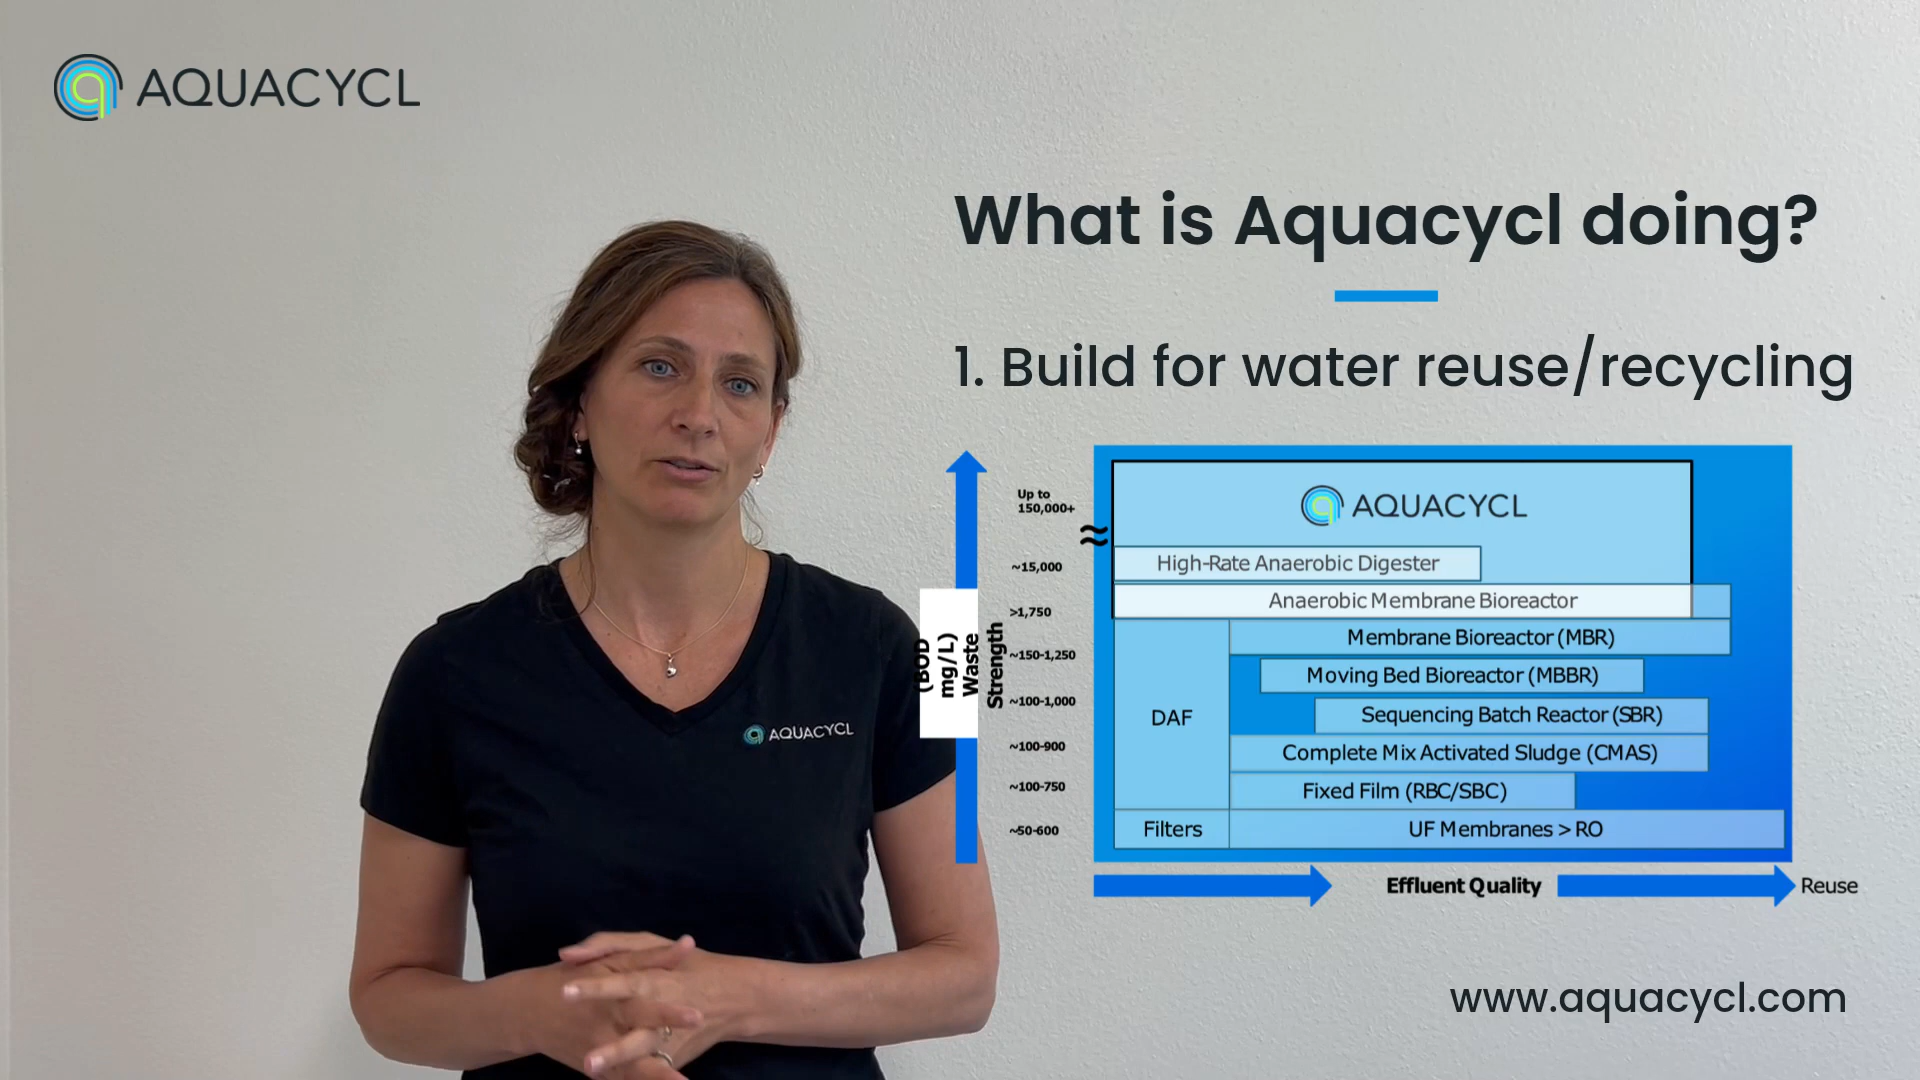 AQUACYCL
What is Aquacycl doing?
1. Build for water reuse/recycling
Up to
150,000+
≈
AQUACYCL
High-Rate Anaerobic Digester
~15,000
Anaerobic Membrane Bioreactor
>1,750
Membrane Bioreactor (MBR)
~150-1,250
Moving Bed Bioreactor (MBBR)
~100-1,000
Sequencing Batch Reactor (SBR)
DAF
~100-900
Complete Mix Activated Sludge (CMAS)
~100-750
Fixed Film (RBC/SBC)
~50-600
Filters
UF Membranes > RO
(BOD
mg/L)
Waste
Strength
Effluent Quality
Reuse
AQUACYCL
www.aquacycl.com